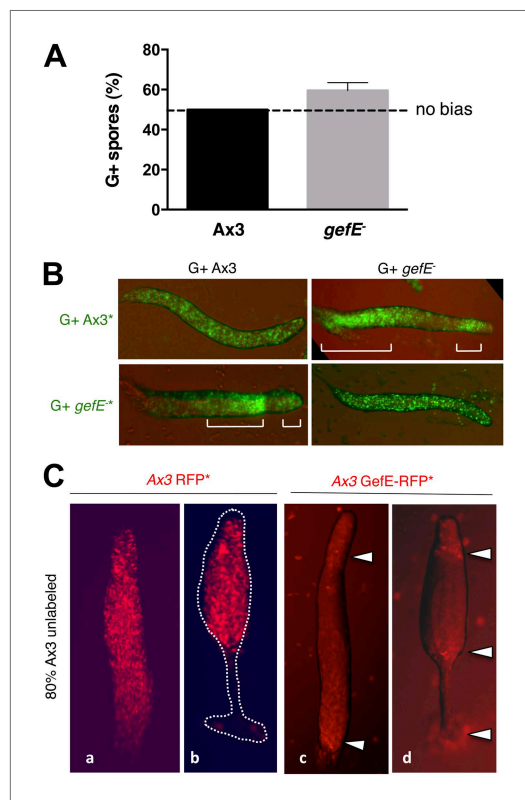 A
G+ spores (%)
80
60
40
20
0
no bias
Ax3
gefE-
B
G+ Ax3
G+ gefE-
G+ Ax3*
G+ gefE-*
C
Ax3 RFP*
Ax3 GefE-RFP*
80% Ax3 unlabeled
a
b
c
d